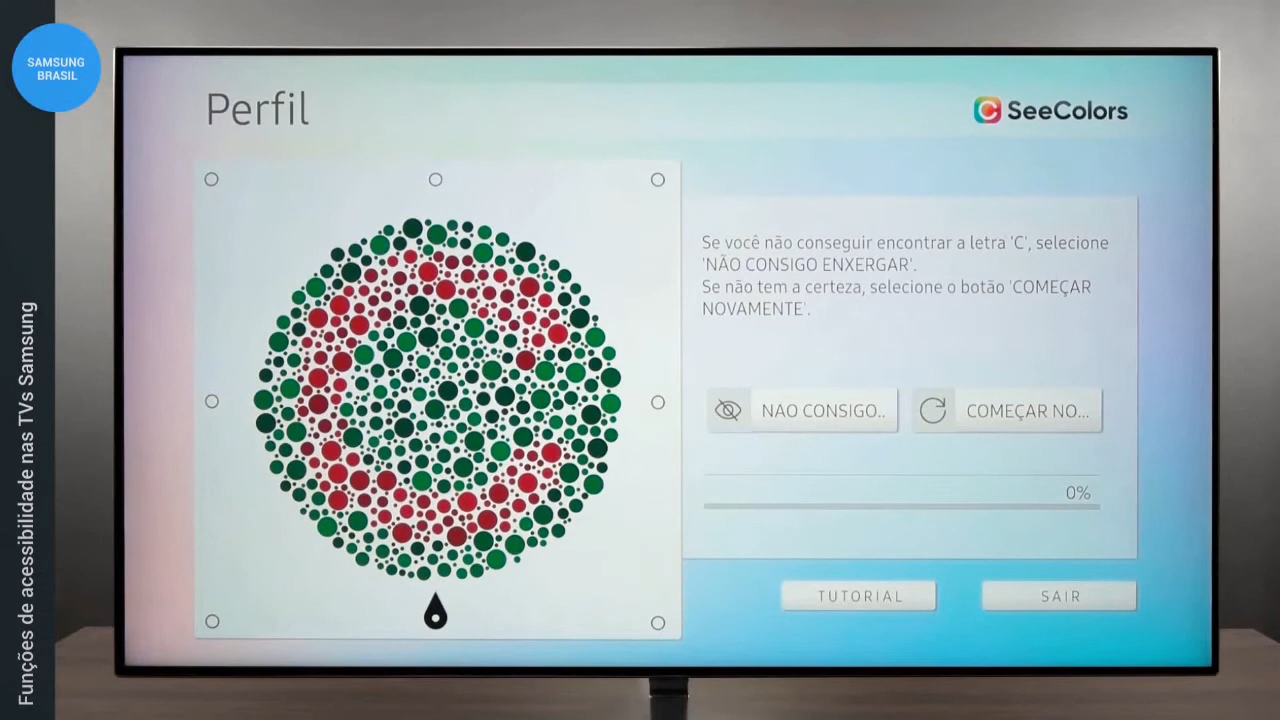 SAMSUNG
BRASIL
Funções de acessibilidade nas TVs Samsung
Perfil
SeeColors
Se você não conseguir encontrar a letra 'C', selecione
'NÃO CONSIGO ENXERGAR'.
Se não tem a certeza, selecione o botão 'COMEÇAR
NOVAMENTE'.
NAO CONSIGO..
COMEÇAR NO...
0%
TUTORIAL
SAIR